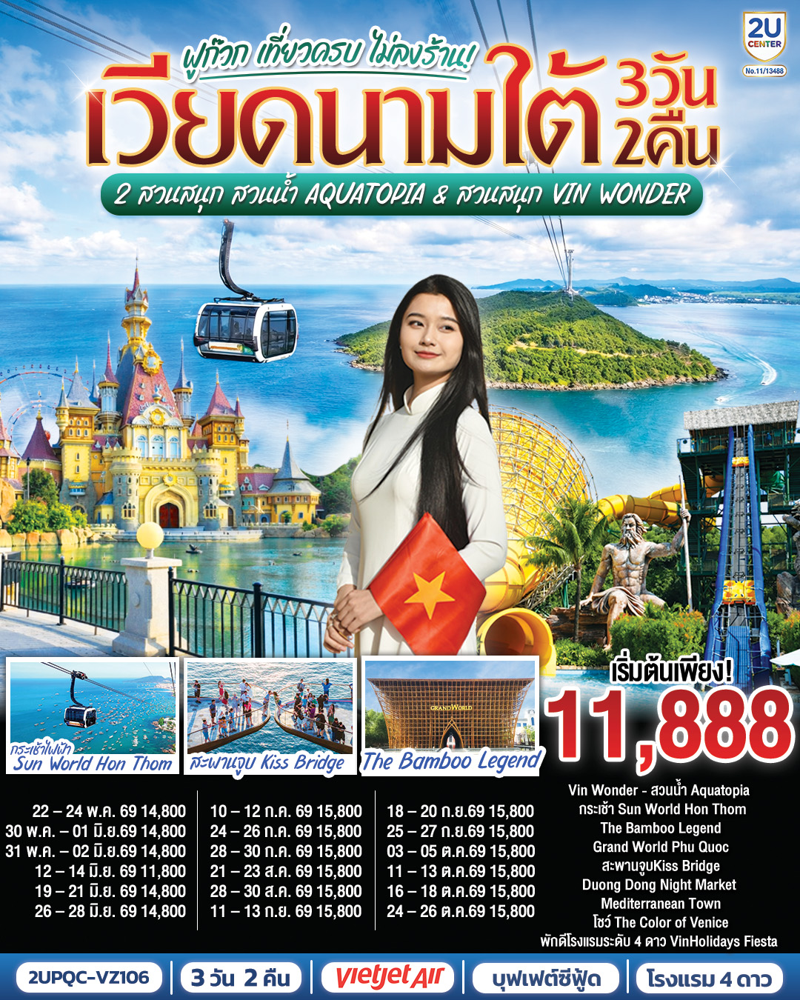 2U
CENTER
No.11/13488
ฟูก๊วก เที่ยวครบ ไม่ลงร้าน!
เวียดนามใต้ 3วัน 2คืน
2 สวนสนุก สวนน้ำ AQUATOPIA & สวนสนุก VIN WONDER
กระเช้าไฟฟ้า
Sun World Hon Thom
สะพานจูบ Kiss Bridge
GRAND WORLD
The Bamboo Legend
เริ่มต้นเพียง!
11,888
22 – 24 พ.ค. 69 14,800
30 พ.ค. – 01 มิ.ย.69 14,800
31 พ.ค. – 02 มิ.ย.69 14,800
12 – 14 มิ.ย. 69 11,800
19 – 21 มิ.ย. 69 14,800
26 – 28 มิ.ย. 69 14,800
10 – 12 ก.ค. 69 15,800
24 – 26 ก.ค. 69 15,800
28 – 30 ก.ค. 69 15,800
21 – 23 ส.ค. 69 15,800
28 – 30 ส.ค. 69 15,800
11 – 13 ก.ย. 69 15,800
18 – 20 ก.ย.69 15,800
25 – 27 ก.ย.69 15,800
03 – 05 ต.ค.69 15,800
11 – 13 ต.ค.69 15,800
16 – 18 ต.ค.69 15,800
24 – 26 ต.ค.69 15,800
Vin Wonder - สวนน้ำ Aquatopia
กระเช้า Sun World Hon Thom
The Bamboo Legend
Grand World Phu Quoc
สะพานจูบKiss Bridge
Duong Dong Night Market
Mediterranean Town
โชว์ The Color of Venice
พักดีโรงแรมระดับ 4 ดาว VinHolidays Fiesta
2UPQC-VZ106
3 วัน 2 คืน
vietjet Air
บุฟเฟต์ซีฟู้ด
โรงแรม 4 ดาว